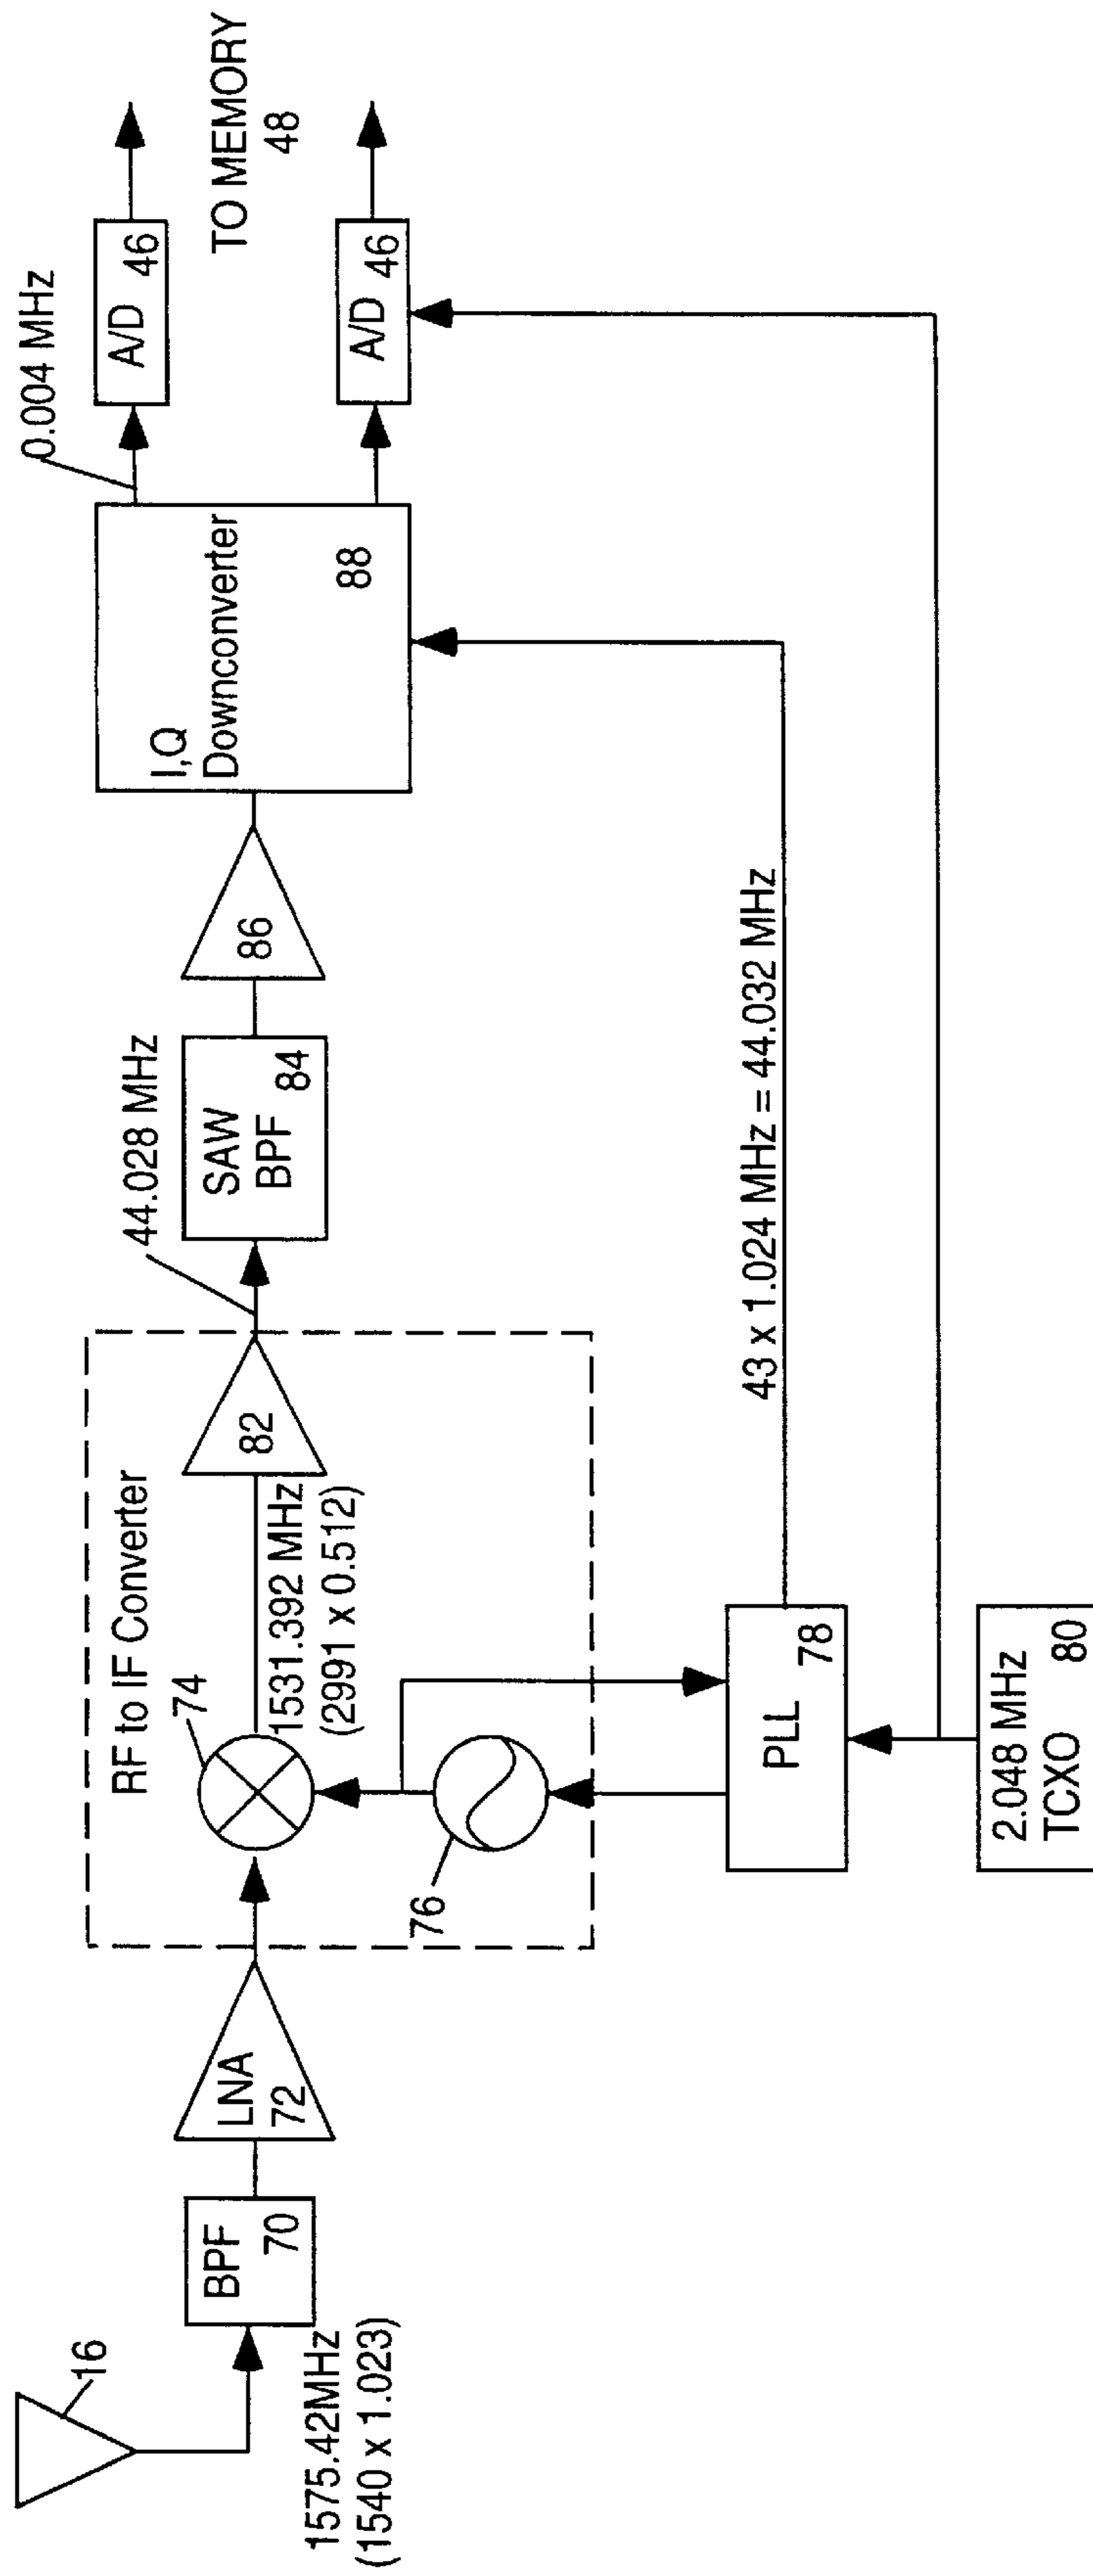 16
BPF
70
1575.42MHz
(1540 x 1.023)
LNA
72
RF to IF Converter
74
76
1531.392 MHz
(2991 x 0.512)
82
44.028 MHz
SAW
BPF
84
86
I,Q
Downconverter
88
0.004 MHz
A/D 46
A/D 46
TO MEMORY
48
43 x 1.024 MHz = 44.032 MHz
PLL
78
2.048 MHz
TCXO 80